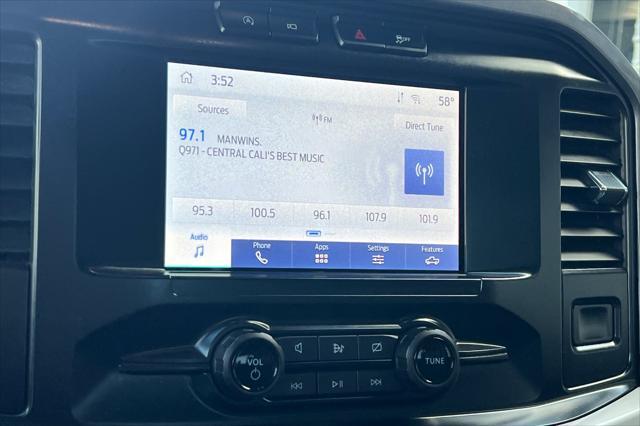 OFF
3:52
58°
Sources
FM
Direct Tune
97.1 MANWINS.
Q971 - CENTRAL CALI'S BEST MUSIC
95.3 100.5 96.1 107.9 101.9
Audio Phone Apps Settings Features
VOL
TUNE